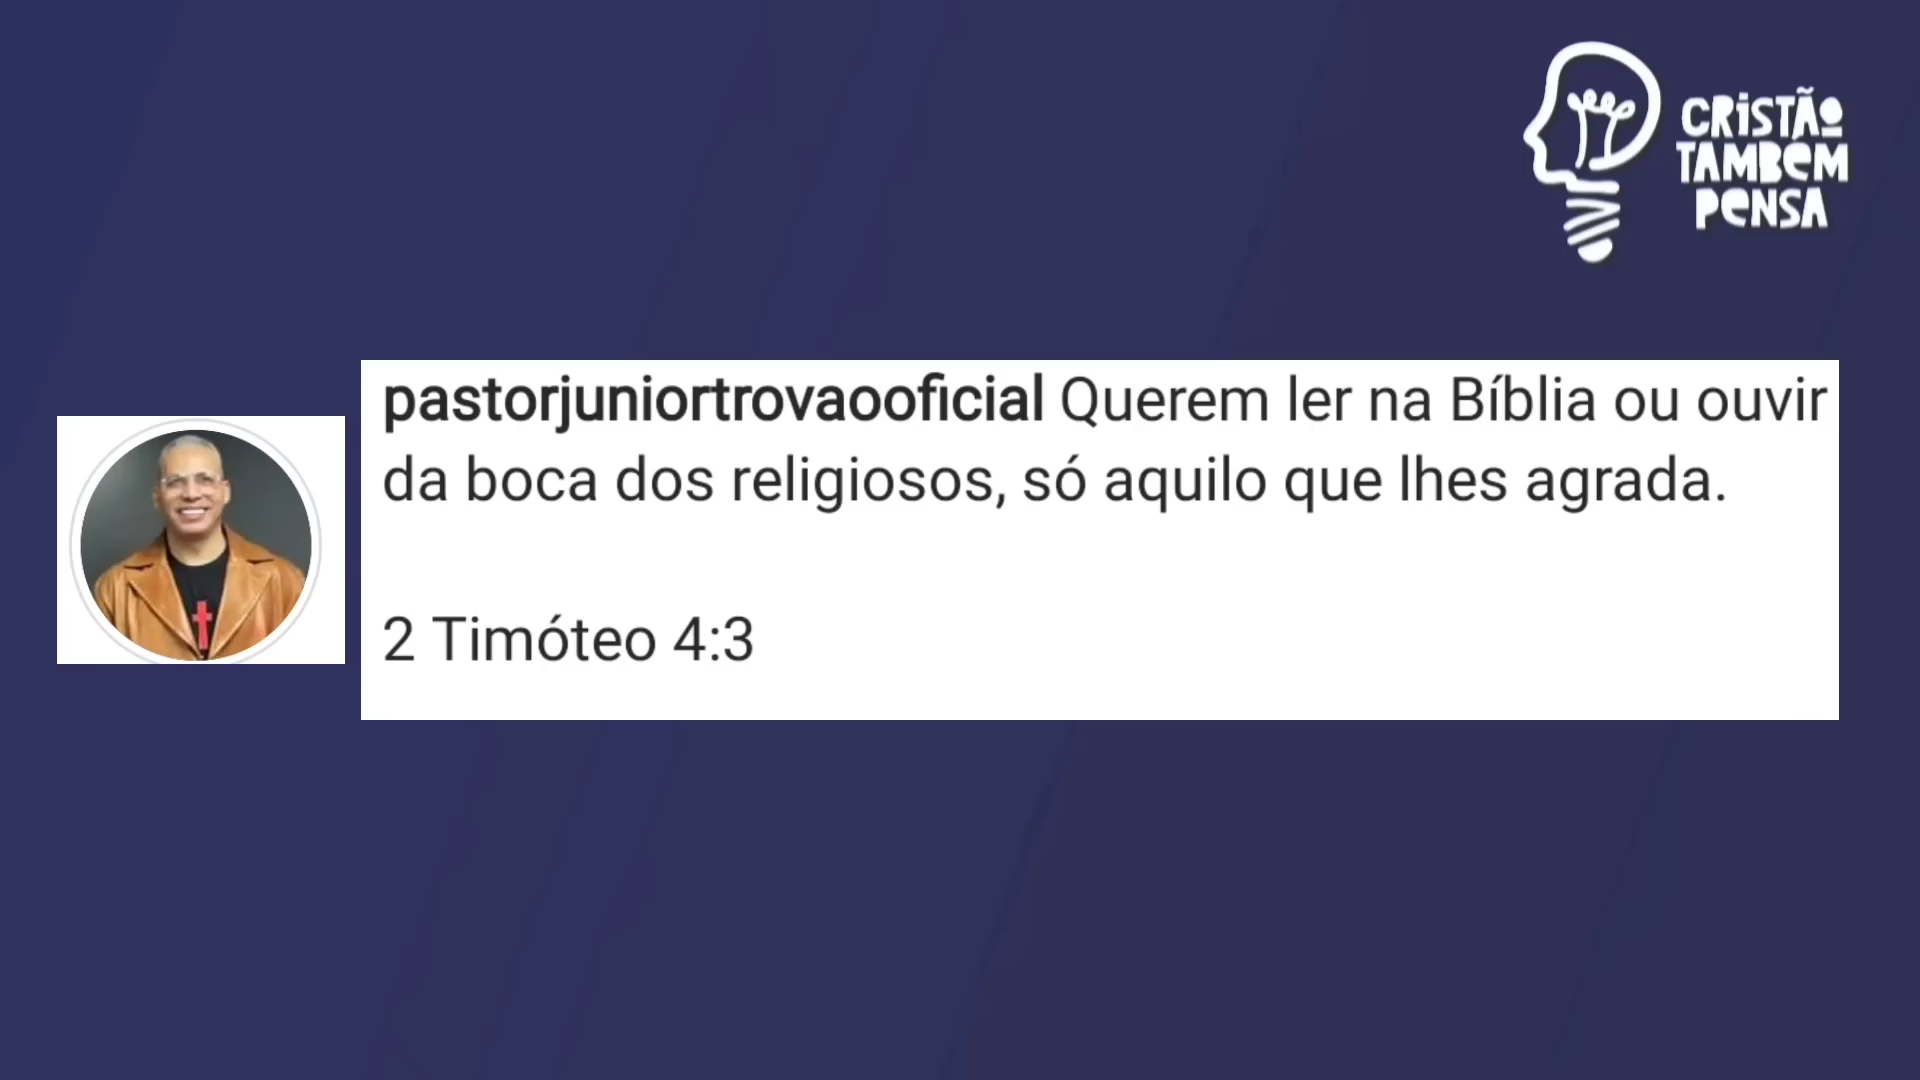 CRISTÃO
TAMBÉM
PENSA
pastorjuniortrovaooficial Querem ler na Bíblia ou ouvir
da boca dos religiosos, só aquilo que lhes agrada.
2 Timóteo 4:3